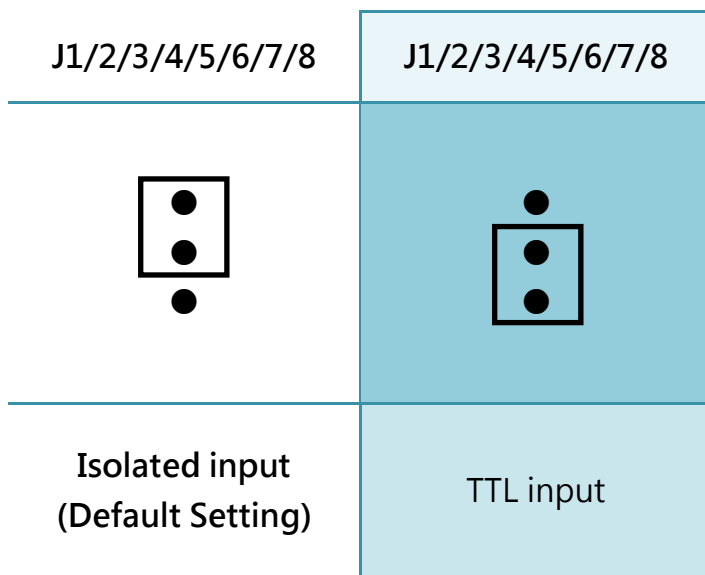 J1/2/3/4/5/6/7/8
J1/2/3/4/5/6/7/8
Isolated input
(Default Setting)
TTL input